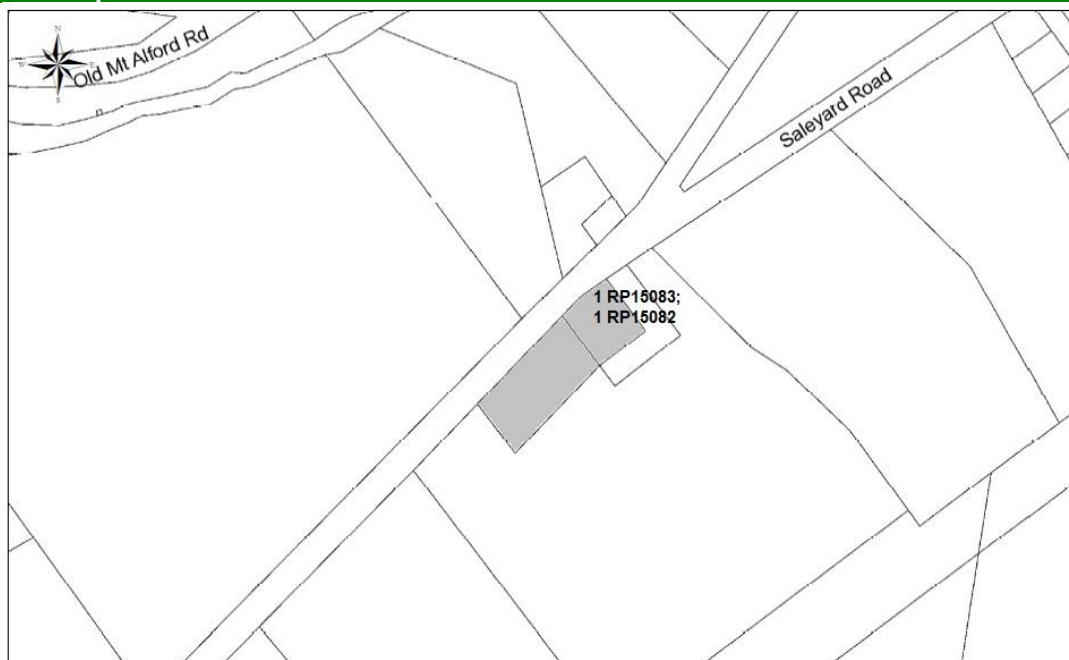 N
W E
S
Old Mt Alford Rd
Saleyard Road
1 RP15083;
1 RP15082